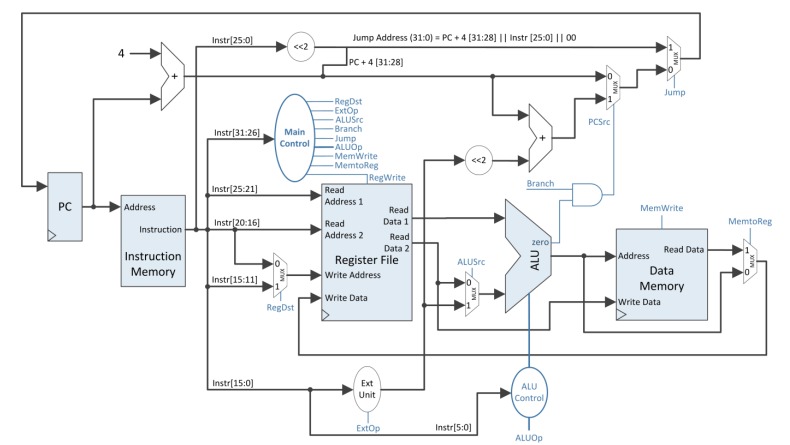 Instr[25:0]
<<2
Jump Address (31:0) = PC + 4 [31:28] || Instr [25:0] || 00
PC + 4 [31:28]
4
+
1
0
MUX
Jump
0
1
MUX
PCSrc
Instr[31:26]
Main
Control
RegDst
ExtOp
ALUSrc
Branch
Jump
ALUOp
MemWrite
MemtoReg
RegWrite
<<2
+
Branch
PC
Address
Instruction
Instruction
Memory
Instr[25:21]
Instr[20:16]
Instr[15:11]
0
1
MUX
RegDst
Read
Address 1
Read
Address 2
Register File
Write Address
Write Data
Read
Data 1
Read
Data 2
ALUSrc
0
1
MUX
zero
ALU
MemWrite
Address
Read Data
Data
Memory
Write Data
MemtoReg
1
0
MUX
Instr[15:0]
Ext
Unit
ExtOp
Instr[5:0]
ALU
Control
ALUOp